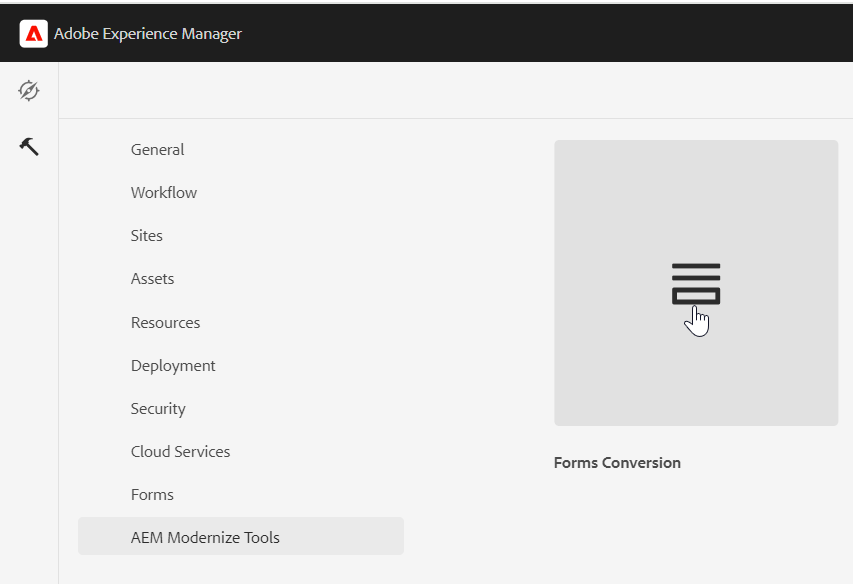 Adobe Experience Manager
General
Workflow
Sites
Assets
Resources
Deployment
Security
Cloud Services
Forms
AEM Modernize Tools
Forms Conversion